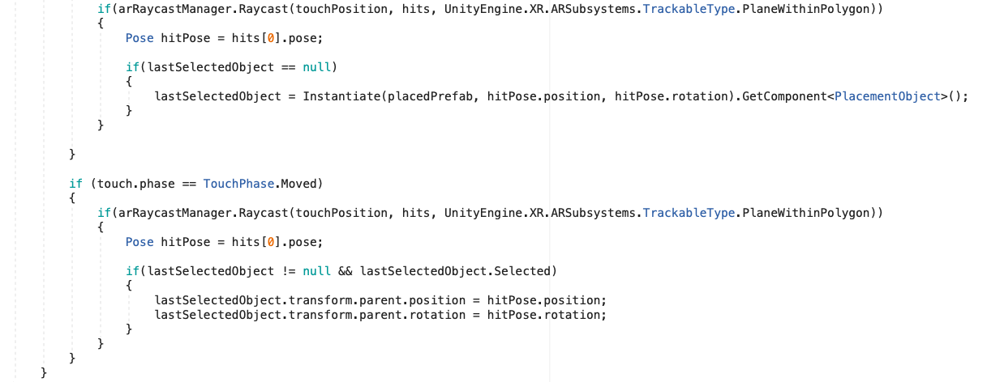 if(arRaycastManager.Raycast(touchPosition, hits, UnityEngine.XR.ARSubsystems.TrackableType.PlaneWithinPolygon))
{
Pose hitPose = hits[0].pose;
if(lastSelectedObject == null)
{
lastSelectedObject = Instantiate(placedPrefab, hitPose.position, hitPose.rotation).GetComponent<PlacementObject>();
}
}
}
if (touch.phase == TouchPhase.Moved)
{
if(arRaycastManager.Raycast(touchPosition, hits, UnityEngine.XR.ARSubsystems.TrackableType.PlaneWithinPolygon))
{
Pose hitPose = hits[0].pose;
if(lastSelectedObject != null && lastSelectedObject.Selected)
{
lastSelectedObject.transform.parent.position = hitPose.position;
lastSelectedObject.transform.parent.rotation = hitPose.rotation;
}
}
}
}